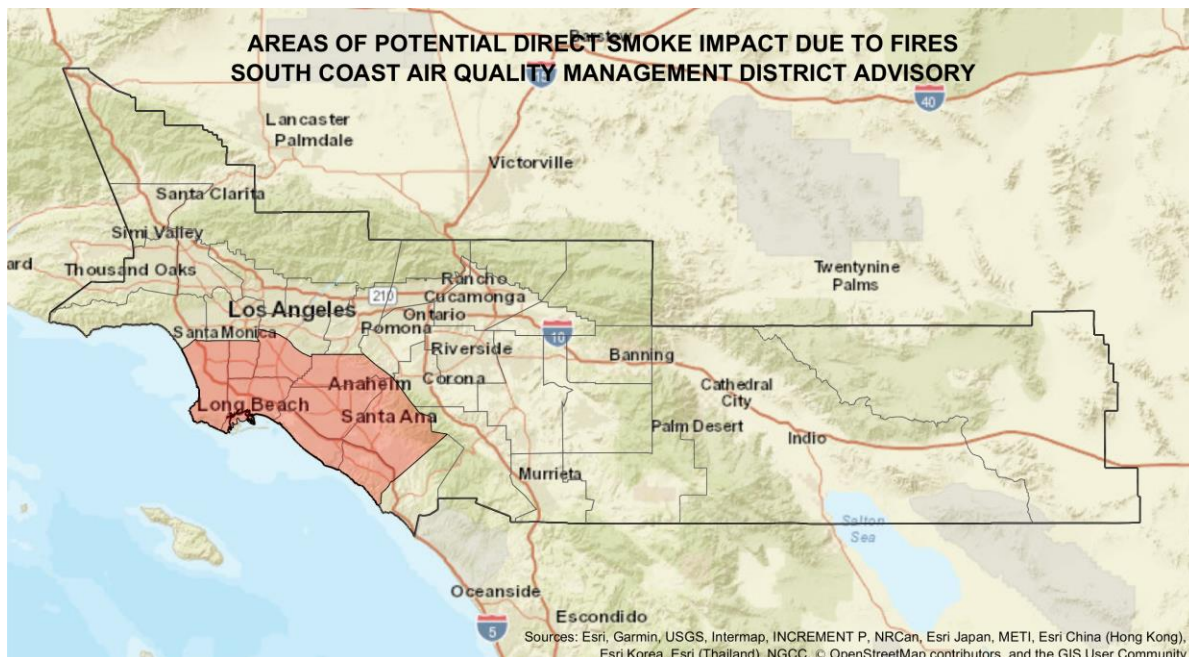 AREAS OF POTENTIAL DIRECT SMOKE IMPACT DUE TO FIRES
Barstow
SOUTH COAST AIR QUALITY MANAGEMENT DISTRICT ADVISORY
15
40
Lancaster
Palmdale
Victorville
Santa Clarita
Simi Valley
ard
Thousand Oaks
Twentynine
Palms
Rancho
Cucamonga
210
Los Angeles
Ontario
Santa Monica
Pomona
10
Riverside
Banning
Anaheim
Corona
Cathedral
City
Long Beach
Santa Ana
Palm Desert
Indio
Murrieta
Salton
Sea
Oceanside
Escondido
5
Sources: Esri, Garmin, USGS, Intermap, INCREMENT P, NRCan, Esri Japan, METI, Esri China (Hong Kong),
Esri Korea, Esri (Thailand), NGCC, © OpenStreetMap contributors, and the GIS User Community